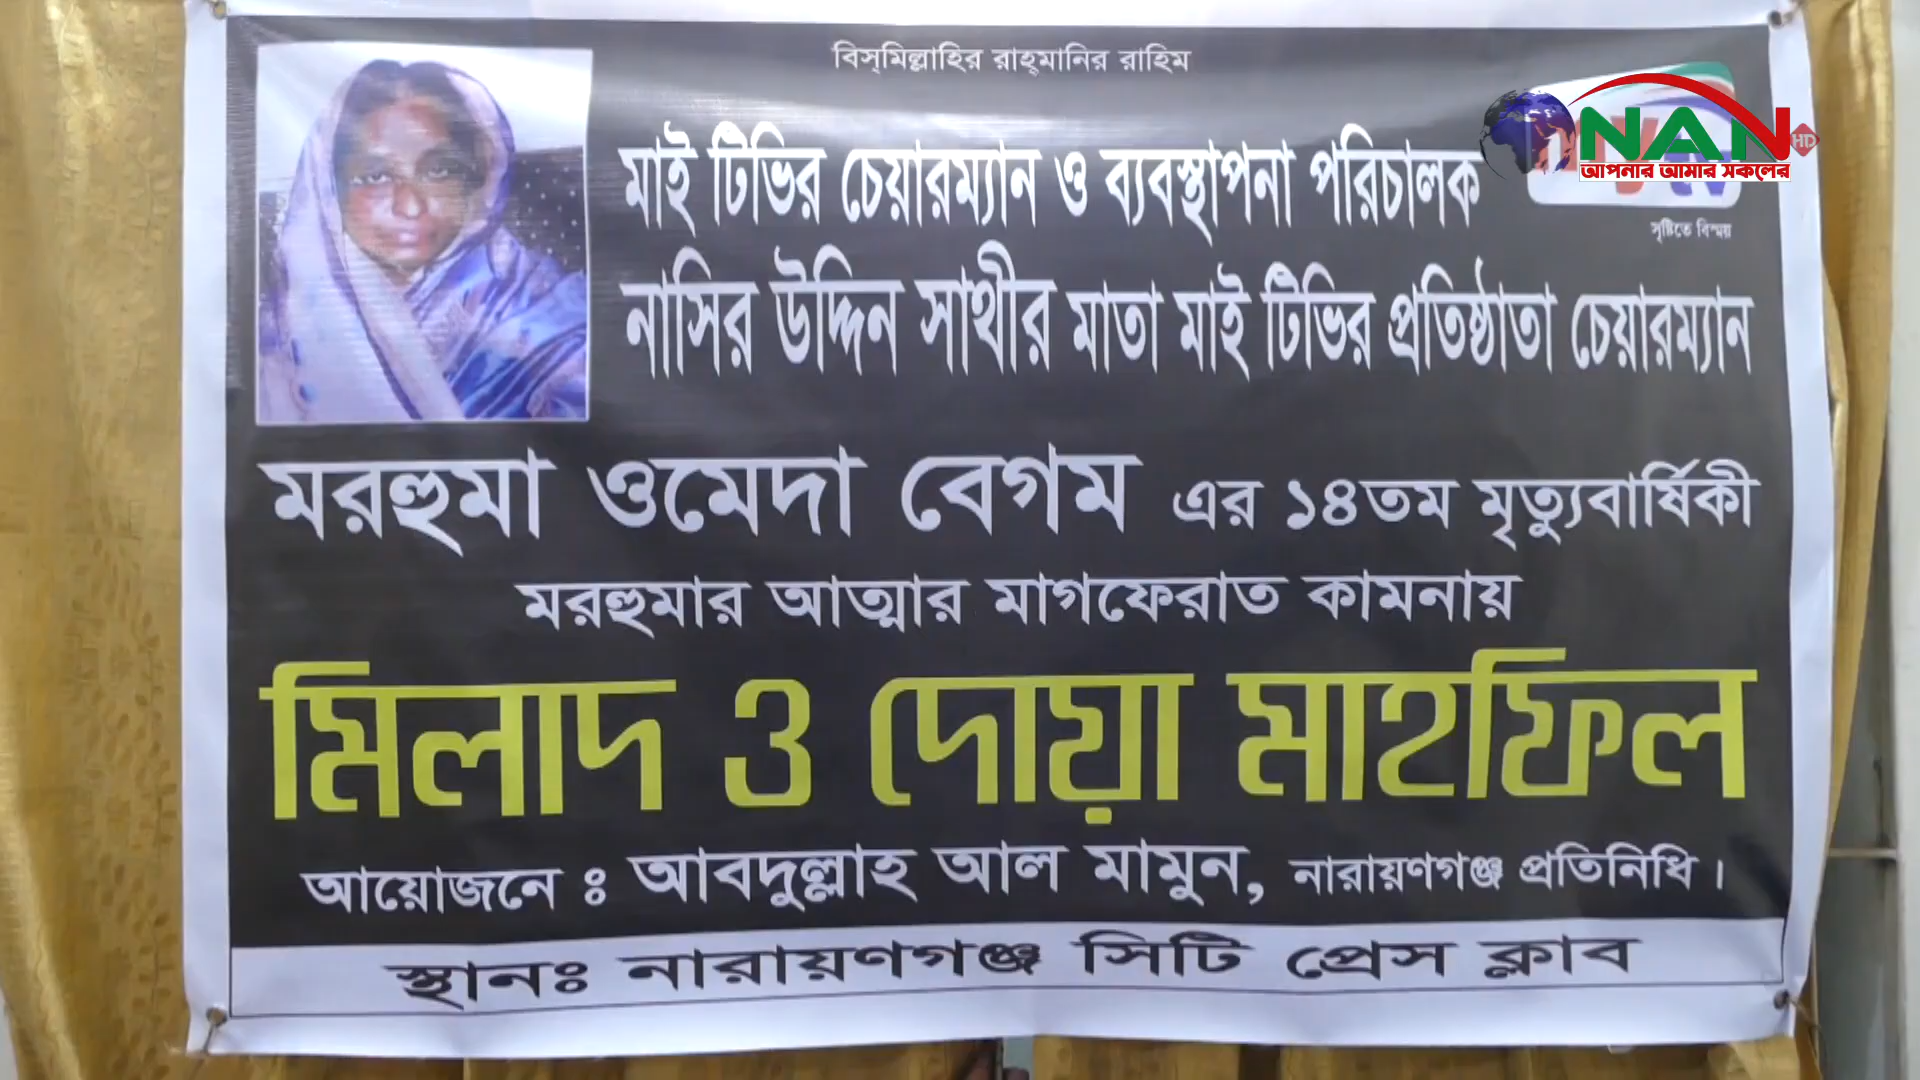 বিস্‌মিল্লাহির রাহ্‌মানির রাহিম
মাই টিভির চেয়ারম্যান ও ব্যবস্থাপনা পরিচালক
নাসির উদ্দিন সাথীর মাতা মাই টিভির প্রতিষ্ঠাতা চেয়ারম্যান
মরহুমা ওমেদা বেগম এর ১৪তম মৃত্যুবার্ষিকী
মরহুমার আত্মার মাগফেরাত কামনায়
মিলাদ ও দোয়া মাহফিল
আয়োজনে ঃ আবদুল্লাহ আল মামুন, নারায়ণগঞ্জ প্রতিনিধি।
স্থানঃ নারায়ণগঞ্জ সিটি প্রেস ক্লাব
NAN HD
আপনার আমার সকলের
সৃষ্টিতে বিস্ময়